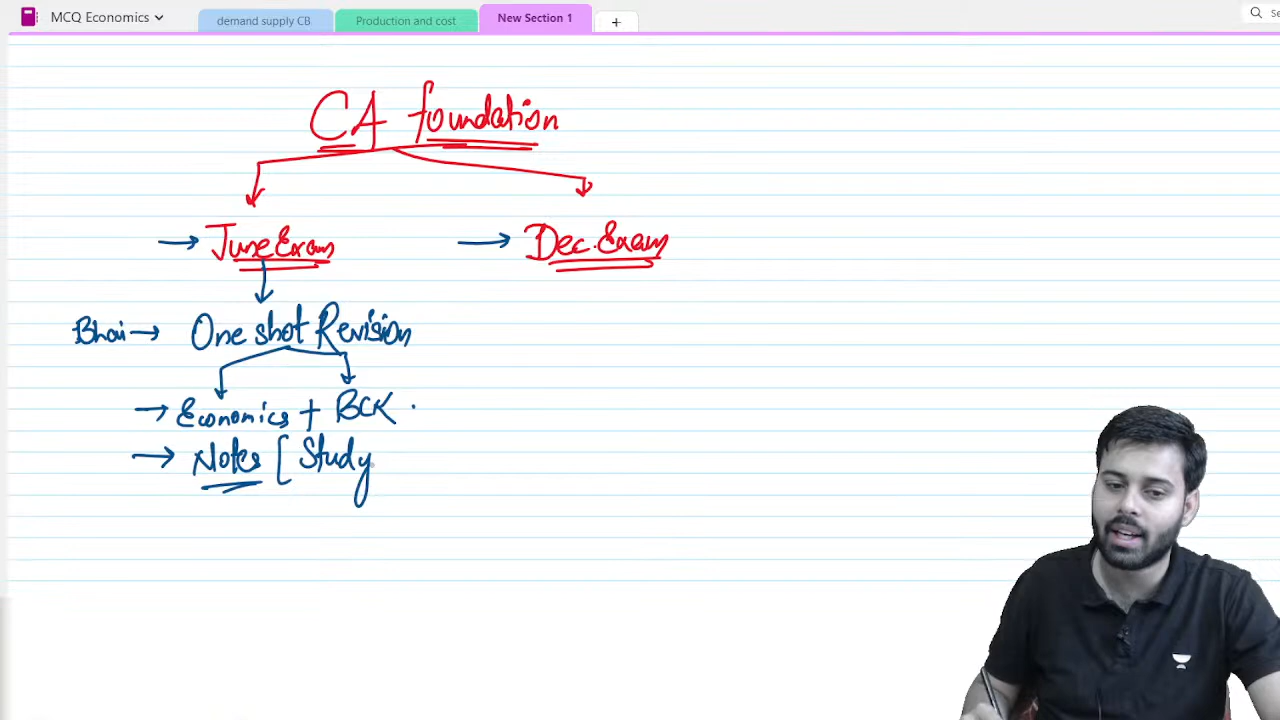 MCQ Economics
demand supply CB
Production and cost
New Section 1
+
Se
CA foundation
→ June Exam → Dec. Exam
Bhai → One shot Revision
→ Economics + BCK .
→ Notes [ Study